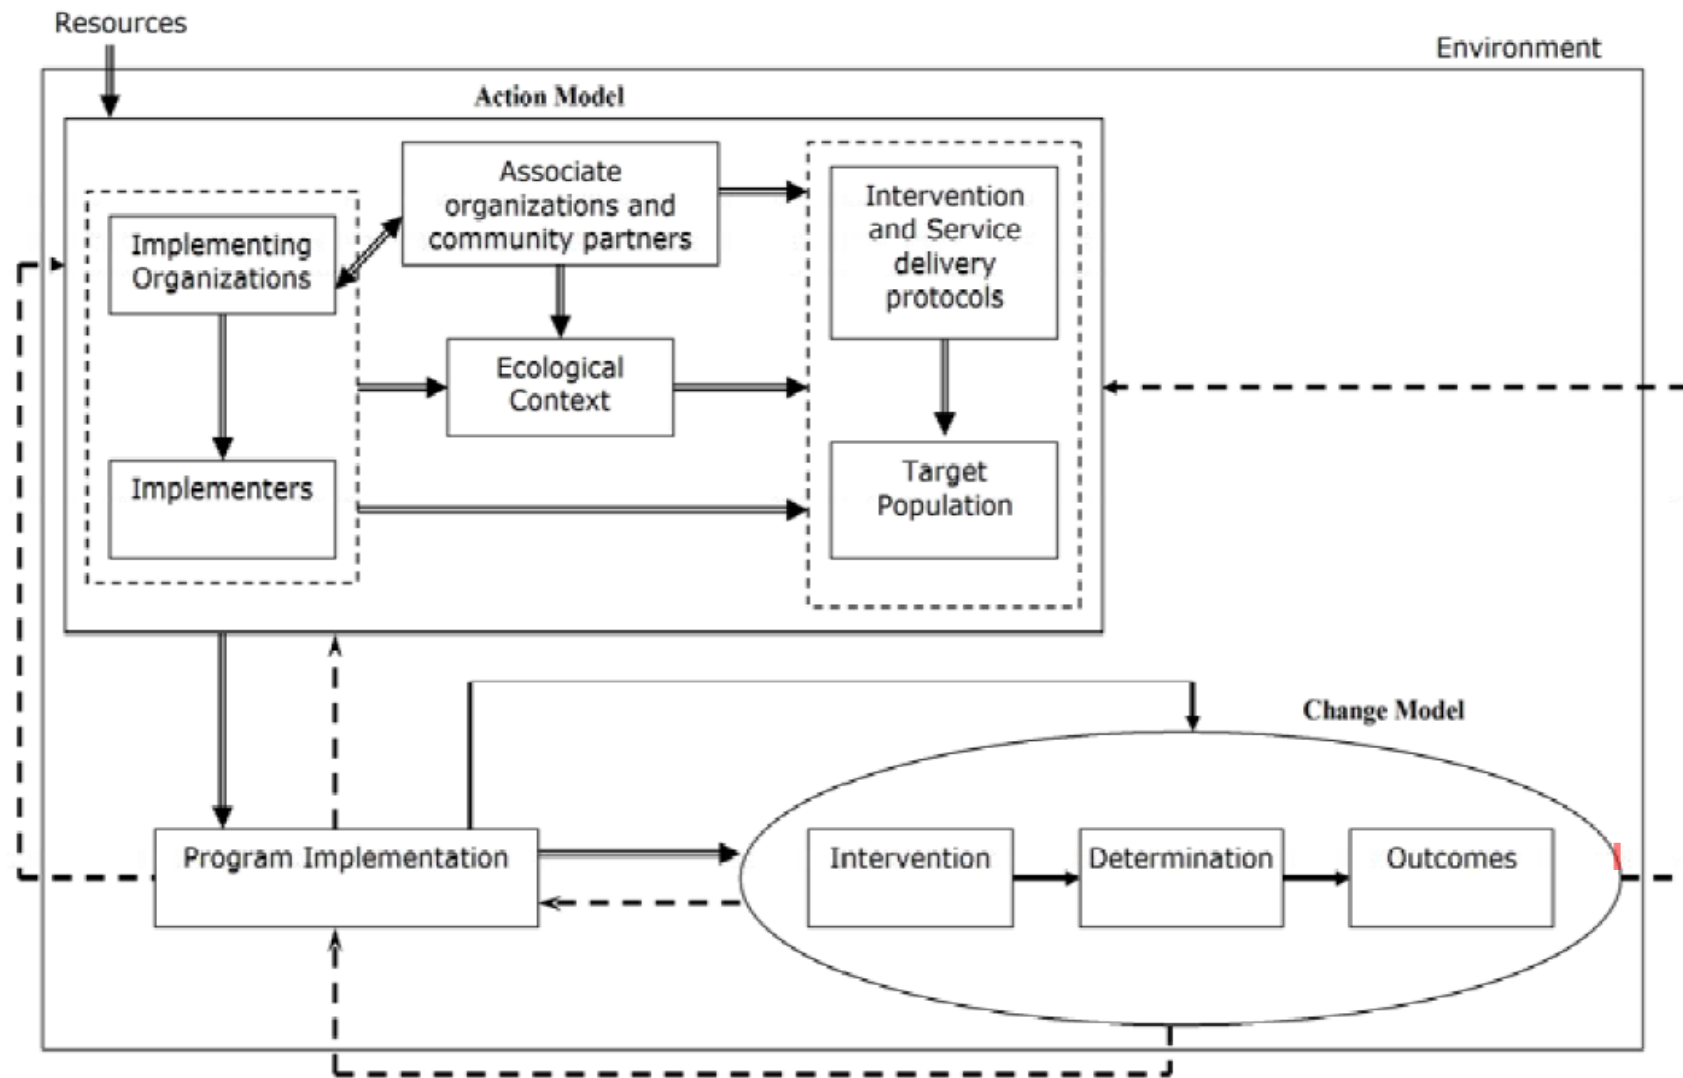 Resources
Environment
Action Model
Associate
organizations and
community partners
Intervention
and Service
delivery
protocols
Implementing
Organizations
Ecological
Context
Implementers
Target
Population
Change Model
Program Implementation
Intervention
Determination
Outcomes